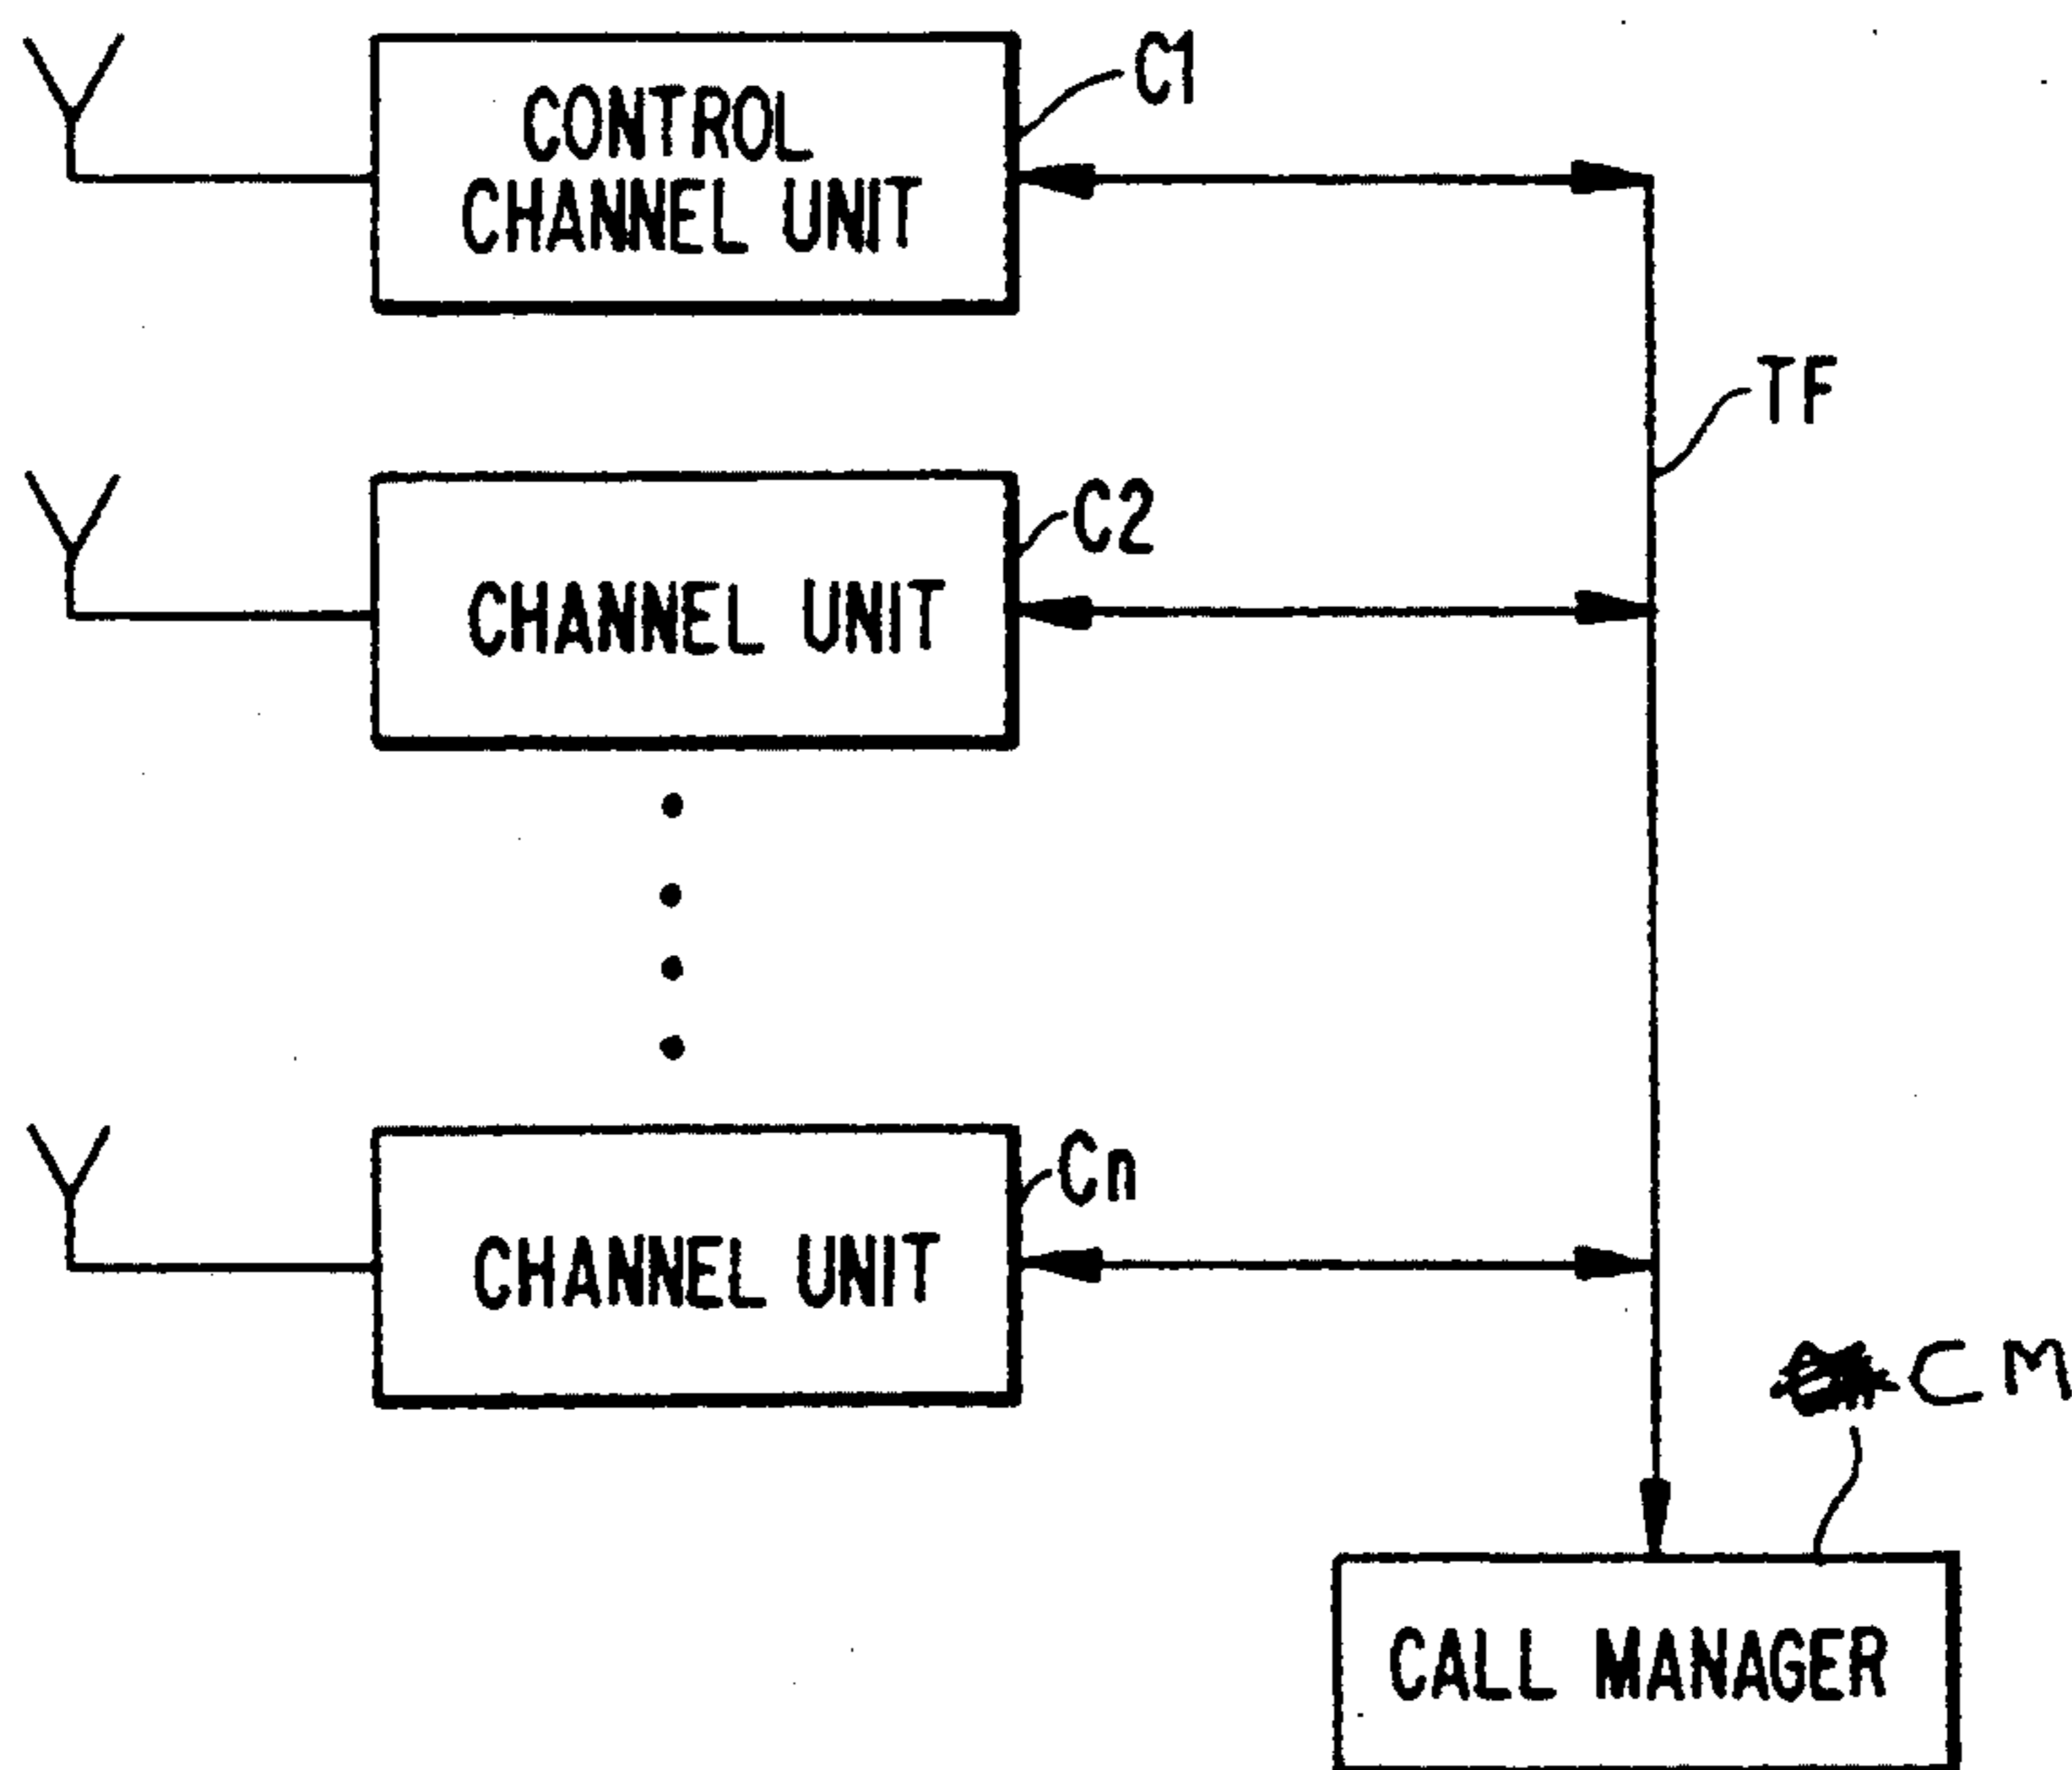 C1
CONTROL
CHANNEL UNIT
TF
C2
CHANNEL UNIT
Cn
CHANNEL UNIT
CM
CALL MANAGER